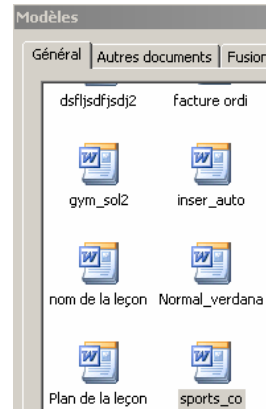 Modèles
Général Autres documents Fusion
dsfljsdfjsdj2 facture ordi
gym_sol2 inser_auto
nom de la leçon Normal_verdana
Plan de la leçon sports_co